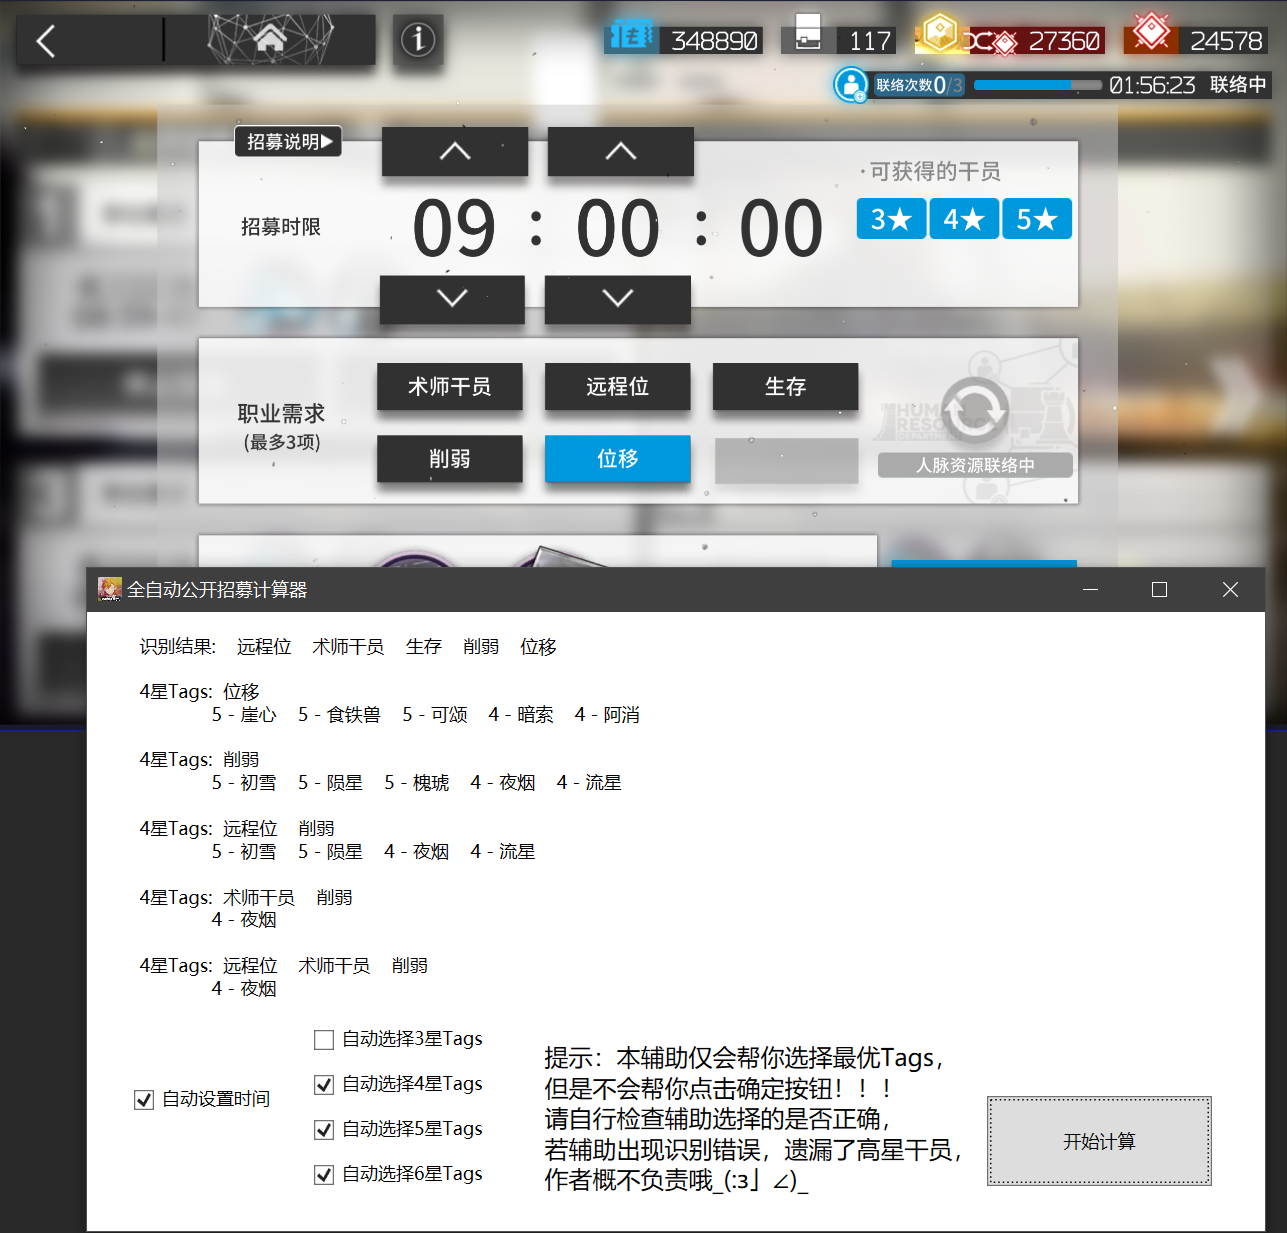 348890
117
27360
24578
联络次数0/3
01:56:23 联络中
招募说明▶
·可获得的干员
招募时限
09 : 00 : 00
3★ 4★ 5★
术师干员 远程位 生存
职业需求
(最多3项)
削弱 位移
HUM
RESOURC
DEPARTMENT
人脉资源联络中
全自动公开招募计算器
识别结果: 远程位 术师干员 生存 削弱 位移
4星Tags: 位移
5 - 崖心 5 - 食铁兽 5 - 可颂 4 - 暗索 4 - 阿消
4星Tags: 削弱
5 - 初雪 5 - 陨星 5 - 槐琥 4 - 夜烟 4 - 流星
4星Tags: 远程位 削弱
5 - 初雪 5 - 陨星 4 - 夜烟 4 - 流星
4星Tags: 术师干员 削弱
4 - 夜烟
4星Tags: 远程位 术师干员 削弱
4 - 夜烟
自动设置时间
自动选择3星Tags
自动选择4星Tags
自动选择5星Tags
自动选择6星Tags
提示：本辅助仅会帮你选择最优Tags，
但是不会帮你点击确定按钮！！！
请自行检查辅助选择的是否正确，
若辅助出现识别错误，遗漏了高星干员，
作者概不负责哦_(:з」∠)_
开始计算